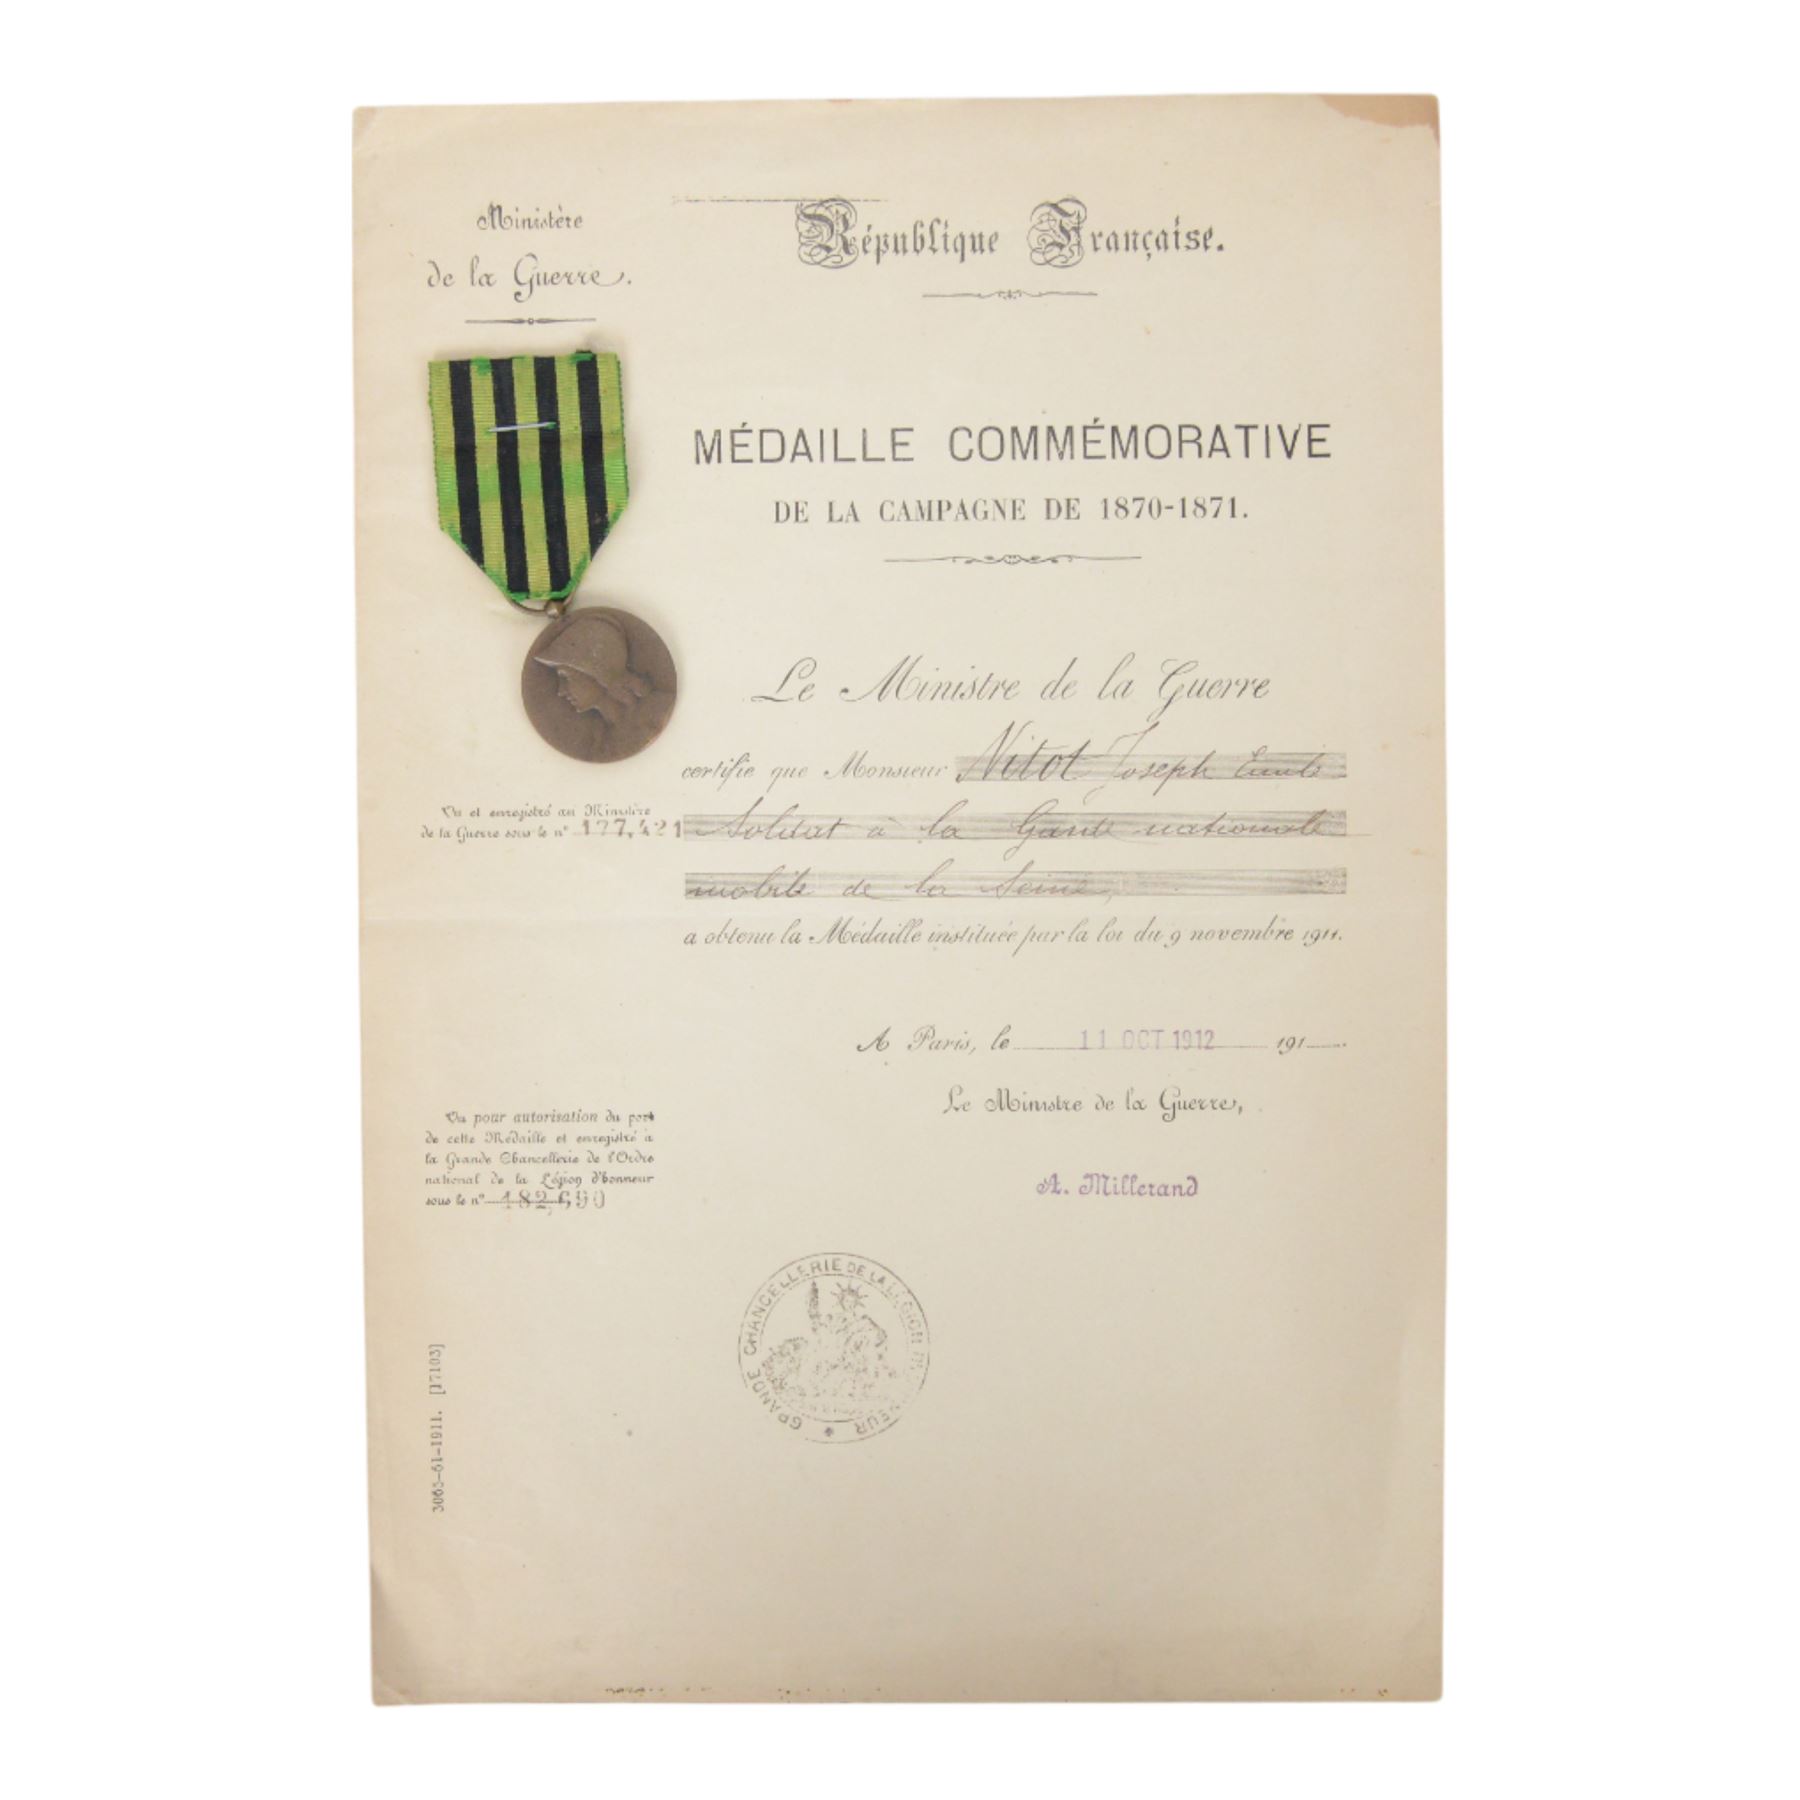 Ministère
de la Guerre.
République Française.
MÉDAILLE COMMÉMORATIVE
DE LA CAMPAGNE DE 1870-1871.
Le Ministre de la Guerre
certifie que Monsieur Nitot Joseph Emile
Soldat à la Garde nationale
mobile de la Seine,
a obtenu la Médaille instituée par la loi du 9 novembre 1911.
Vu et enregistré au Ministère
de la Guerre sous le n° 177,421
A Paris, le 11 OCT 1912 191
Le Ministre de la Guerre,
A. Millerand
Vu pour autorisation du port
de cette Médaille et enregistré à
la Grande Chancellerie de l'Ordre
national de la Légion d'honneur
sous le n° 182,690
GRANDE CHANCELLERIE DE LA LÉGION
3065-61-1911. [17103]